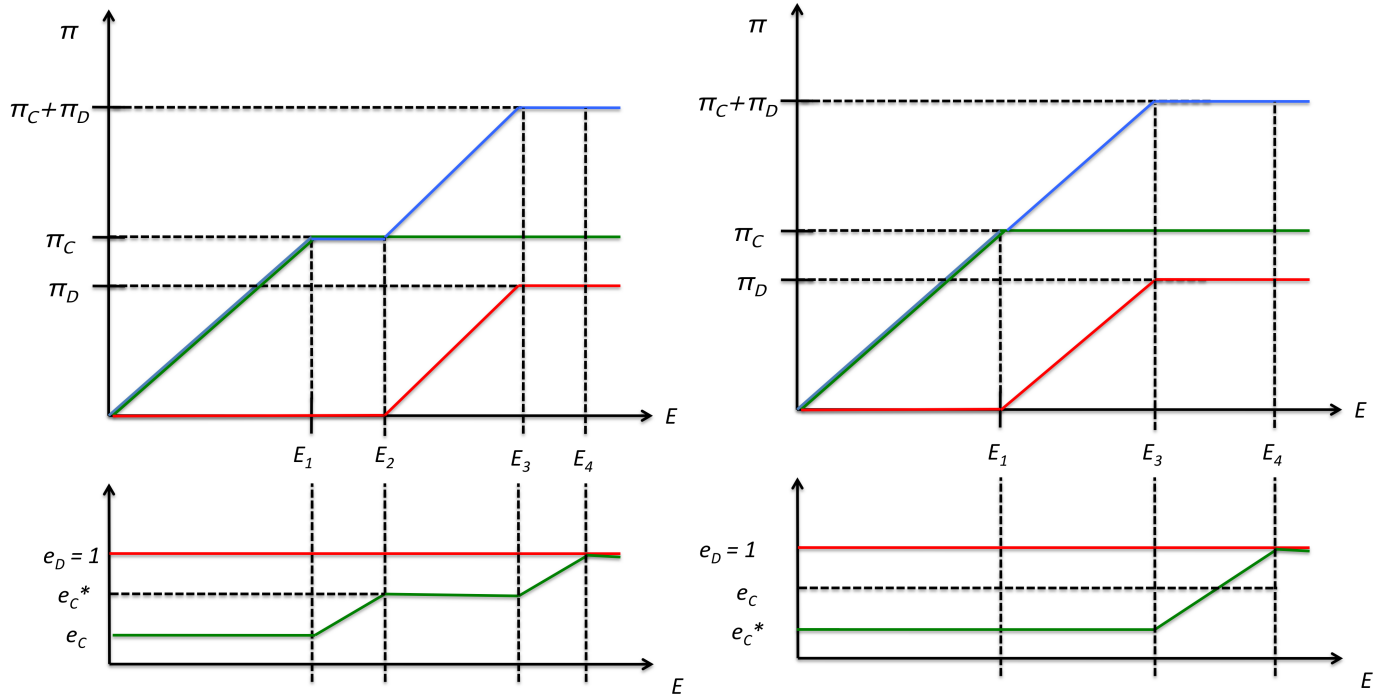 π
π_C+π_D
π_C
π_D
E
E_1 E_2 E_3 E_4
e_D = 1
e_C*
e_C
E
π
π_C+π_D
π_C
π_D
E
E_1 E_3 E_4
e_D = 1
e_C
e_C*
E